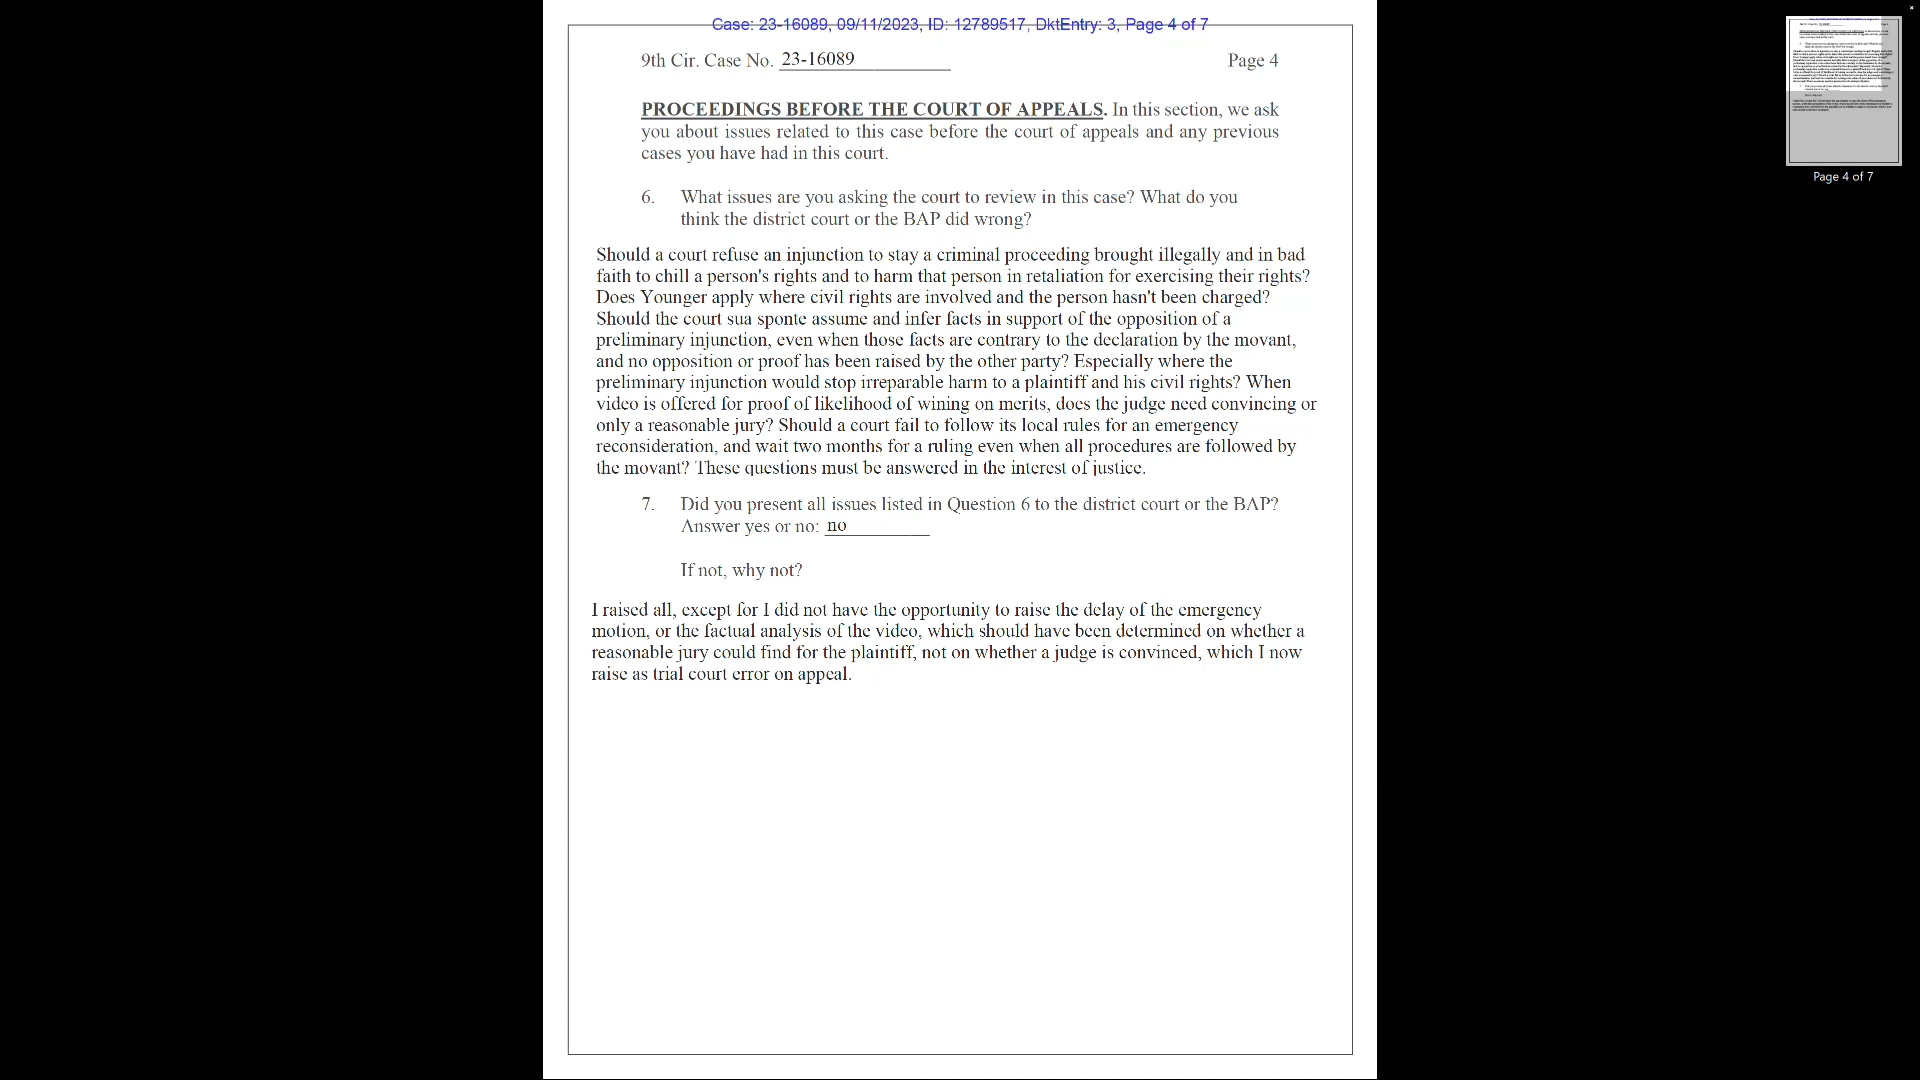 Case: 23-16089, 09/11/2023, ID: 12789517, DktEntry: 3, Page 4 of 7
9th Cir. Case No. 23-16089 Page 4
PROCEEDINGS BEFORE THE COURT OF APPEALS. In this section, we ask
you about issues related to this case before the court of appeals and any previous
cases you have had in this court.
6. What issues are you asking the court to review in this case? What do you
think the district court or the BAP did wrong?
Should a court refuse an injunction to stay a criminal proceeding brought illegally and in bad
faith to chill a person's rights and to harm that person in retaliation for exercising their rights?
Does Younger apply where civil rights are involved and the person hasn't been charged?
Should the court sua sponte assume and infer facts in support of the opposition of a
preliminary injunction, even when those facts are contrary to the declaration by the movant,
and no opposition or proof has been raised by the other party? Especially where the
preliminary injunction would stop irreparable harm to a plaintiff and his civil rights? When
video is offered for proof of likelihood of wining on merits, does the judge need convincing or
only a reasonable jury? Should a court fail to follow its local rules for an emergency
reconsideration, and wait two months for a ruling even when all procedures are followed by
the movant? These questions must be answered in the interest of justice.
7. Did you present all issues listed in Question 6 to the district court or the BAP?
Answer yes or no: no
If not, why not?
I raised all, except for I did not have the opportunity to raise the delay of the emergency
motion, or the factual analysis of the video, which should have been determined on whether a
reasonable jury could find for the plaintiff, not on whether a judge is convinced, which I now
raise as trial court error on appeal.
Page 4 of 7